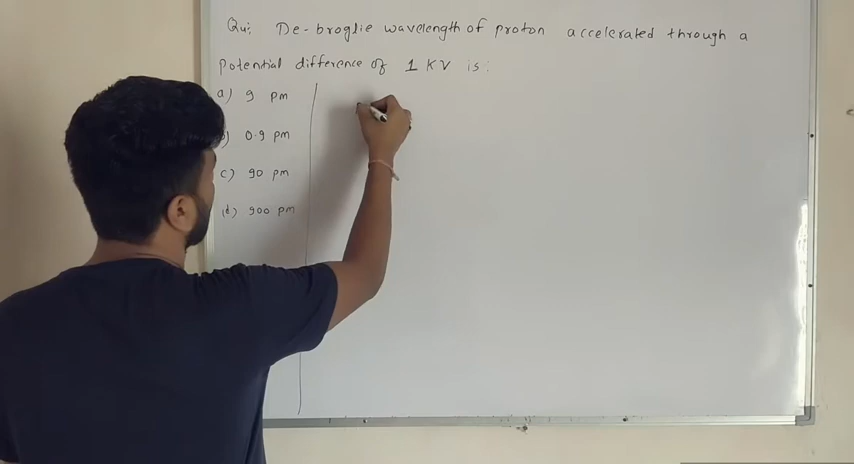 Qu: De-broglie wavelength of proton accelerated through a
potential difference of 1 KV is:
a) 9 pm
b) 0.9 pm
c) 90 pm
(d) 900 pm